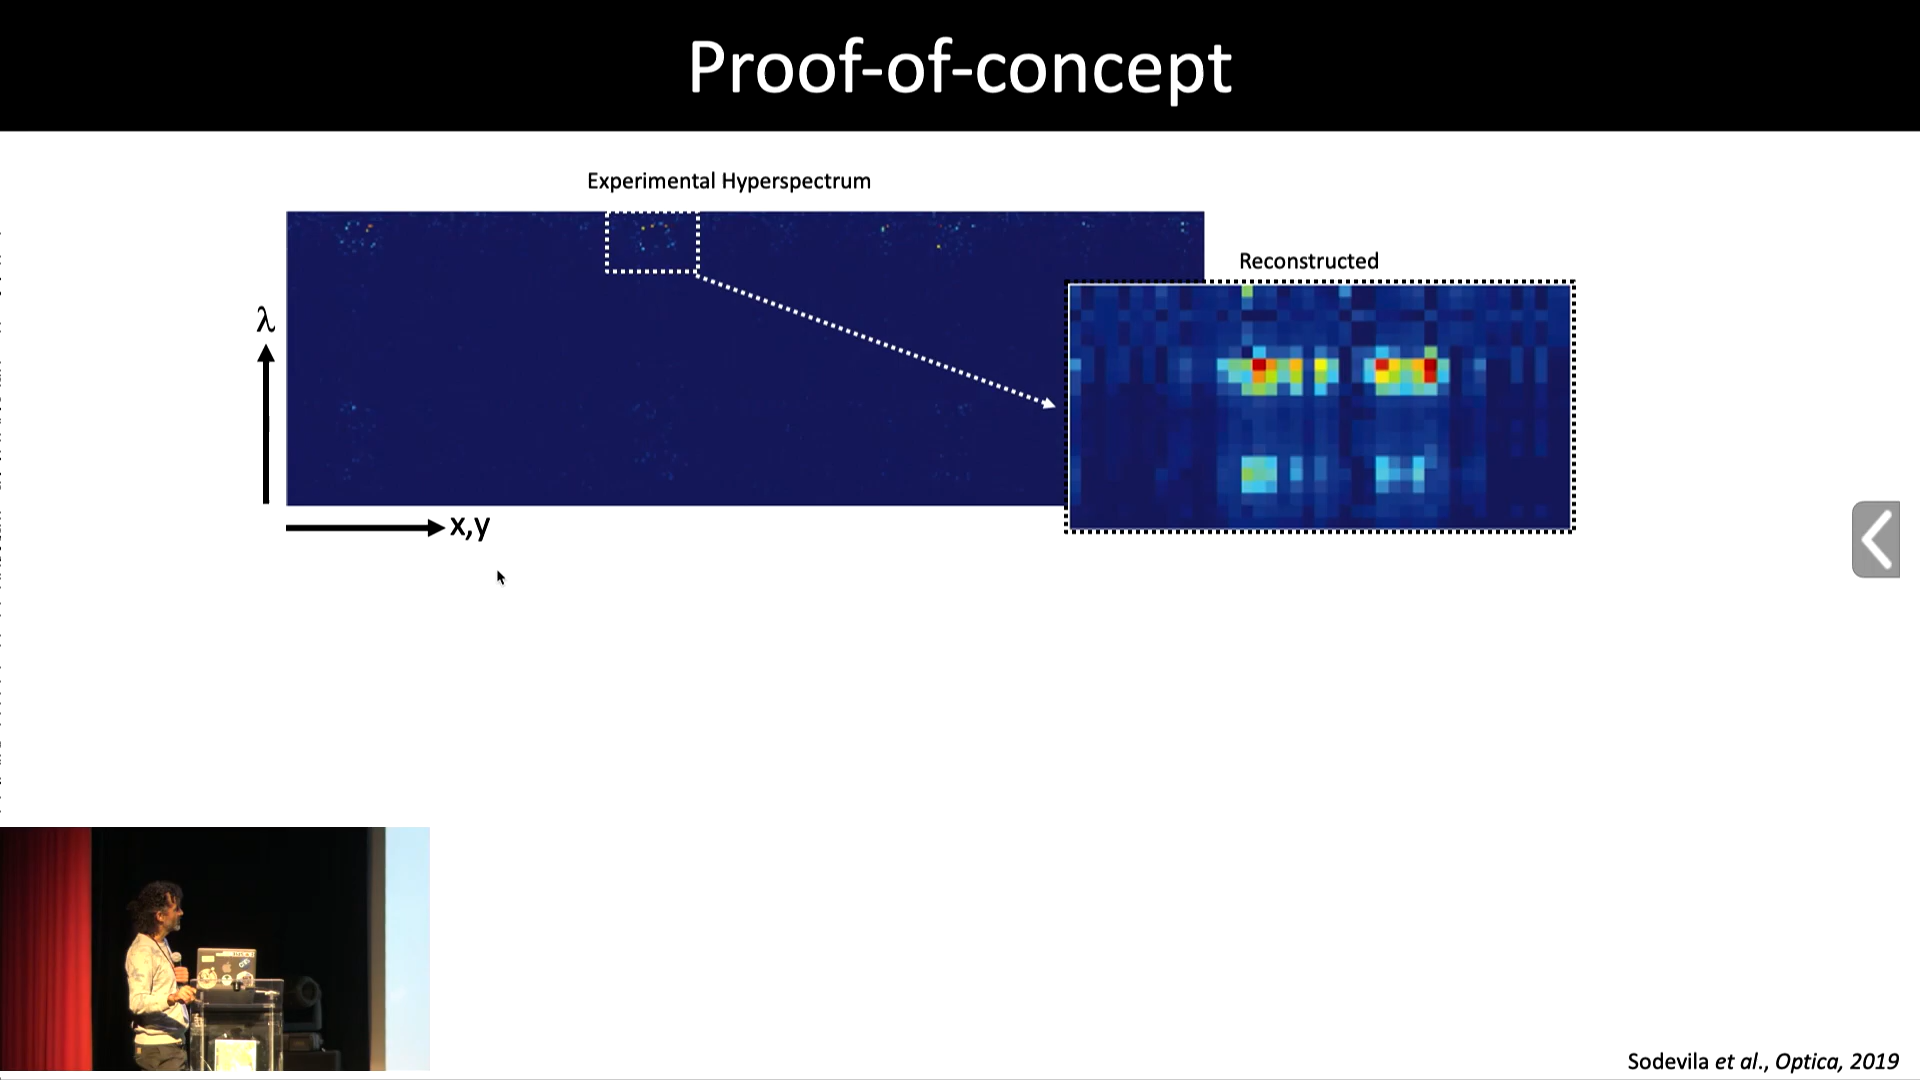 Proof-of-concept
Experimental Hyperspectrum
Reconstructed
λ
x,y
Sodevila et al., Optica, 2019